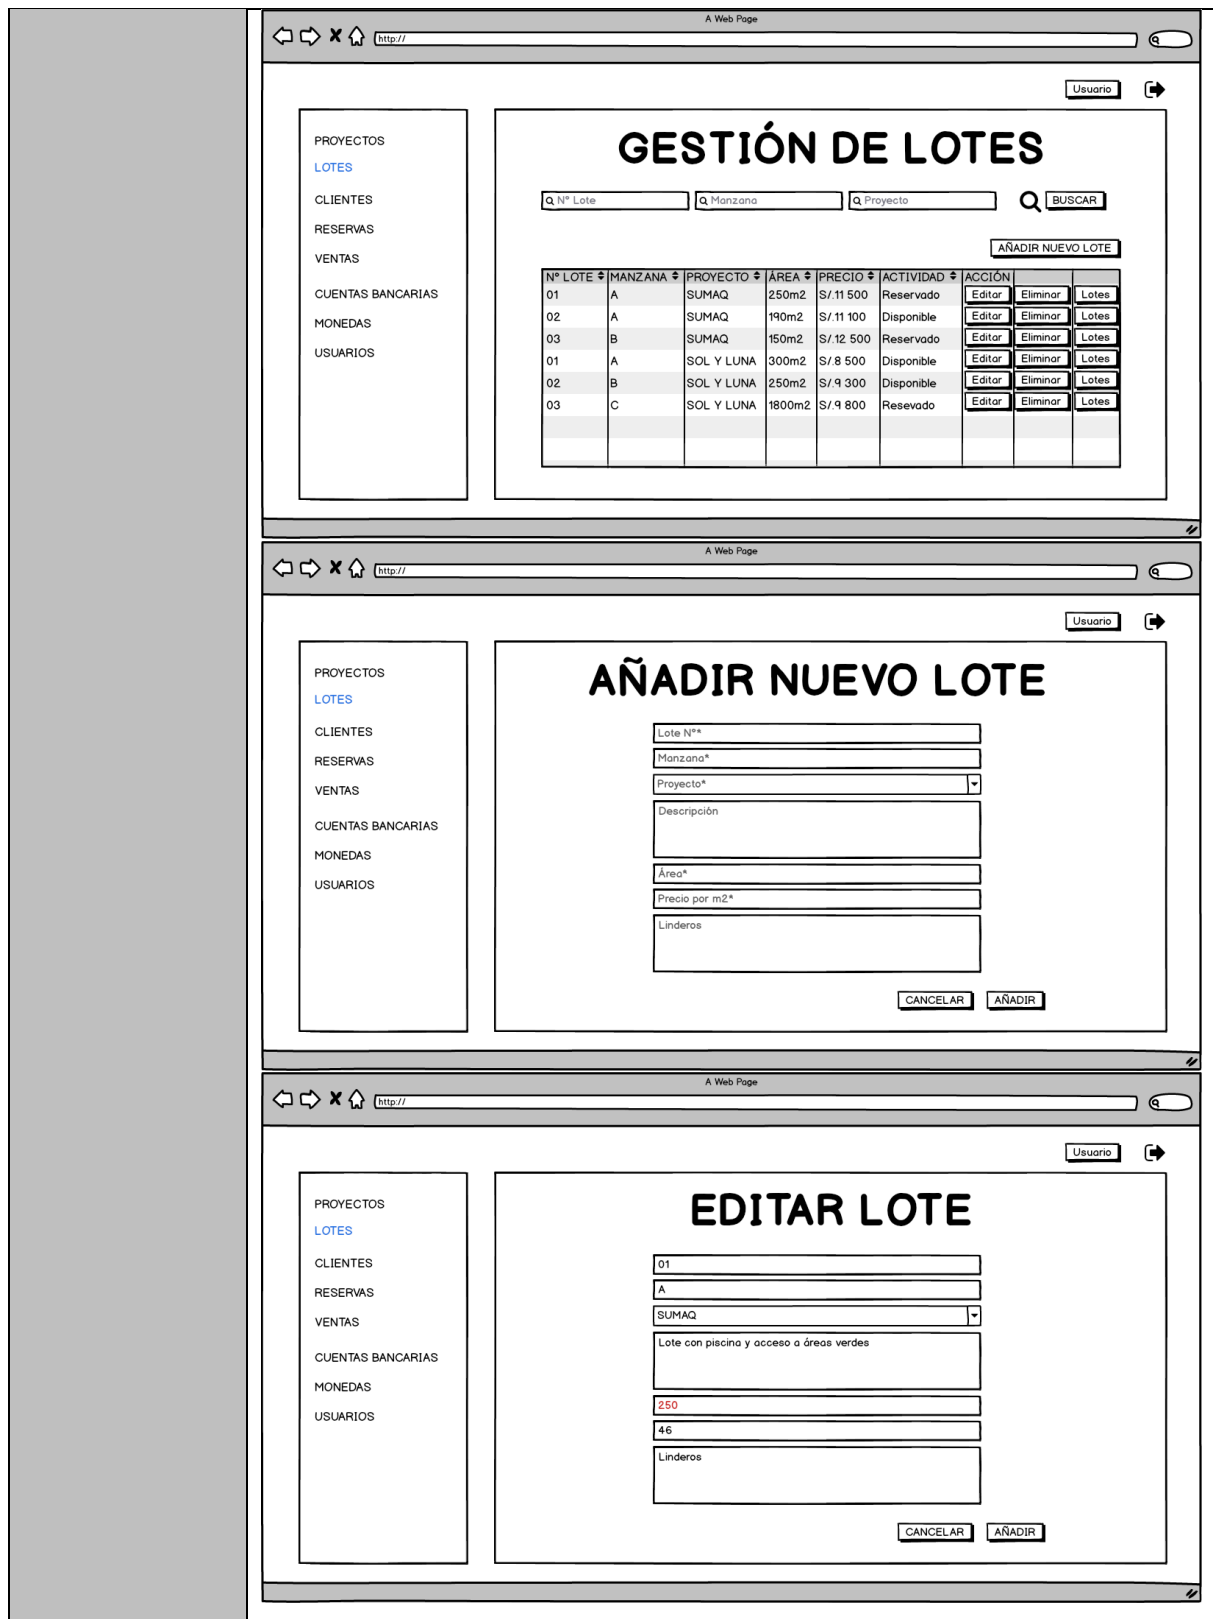 A Web Page
http://
Usuario
PROYECTOS
LOTES
CLIENTES
RESERVAS
VENTAS
CUENTAS BANCARIAS
MONEDAS
USUARIOS
GESTIÓN DE LOTES
N° Lote Manzana Proyecto BUSCAR
AÑADIR NUEVO LOTE
N° LOTE MANZANA PROYECTO ÁREA PRECIO ACTIVIDAD ACCIÓN
01 A SUMAQ 250m2 S/.11 500 Reservado Editar Eliminar Lotes
02 A SUMAQ 190m2 S/.11 100 Disponible Editar Eliminar Lotes
03 B SUMAQ 150m2 S/.12 500 Reservado Editar Eliminar Lotes
01 A SOL Y LUNA 300m2 S/.8 500 Disponible Editar Eliminar Lotes
02 B SOL Y LUNA 250m2 S/.9 300 Disponible Editar Eliminar Lotes
03 C SOL Y LUNA 1800m2 S/.9 800 Resevado Editar Eliminar Lotes
A Web Page
http://
Usuario
PROYECTOS
LOTES
CLIENTES
RESERVAS
VENTAS
CUENTAS BANCARIAS
MONEDAS
USUARIOS
AÑADIR NUEVO LOTE
Lote N°*
Manzana*
Proyecto*
Descripción
Área*
Precio por m2*
Linderos
CANCELAR AÑADIR
A Web Page
http://
Usuario
PROYECTOS
LOTES
CLIENTES
RESERVAS
VENTAS
CUENTAS BANCARIAS
MONEDAS
USUARIOS
EDITAR LOTE
01
A
SUMAQ
Lote con piscina y acceso a áreas verdes
250
46
Linderos
CANCELAR AÑADIR